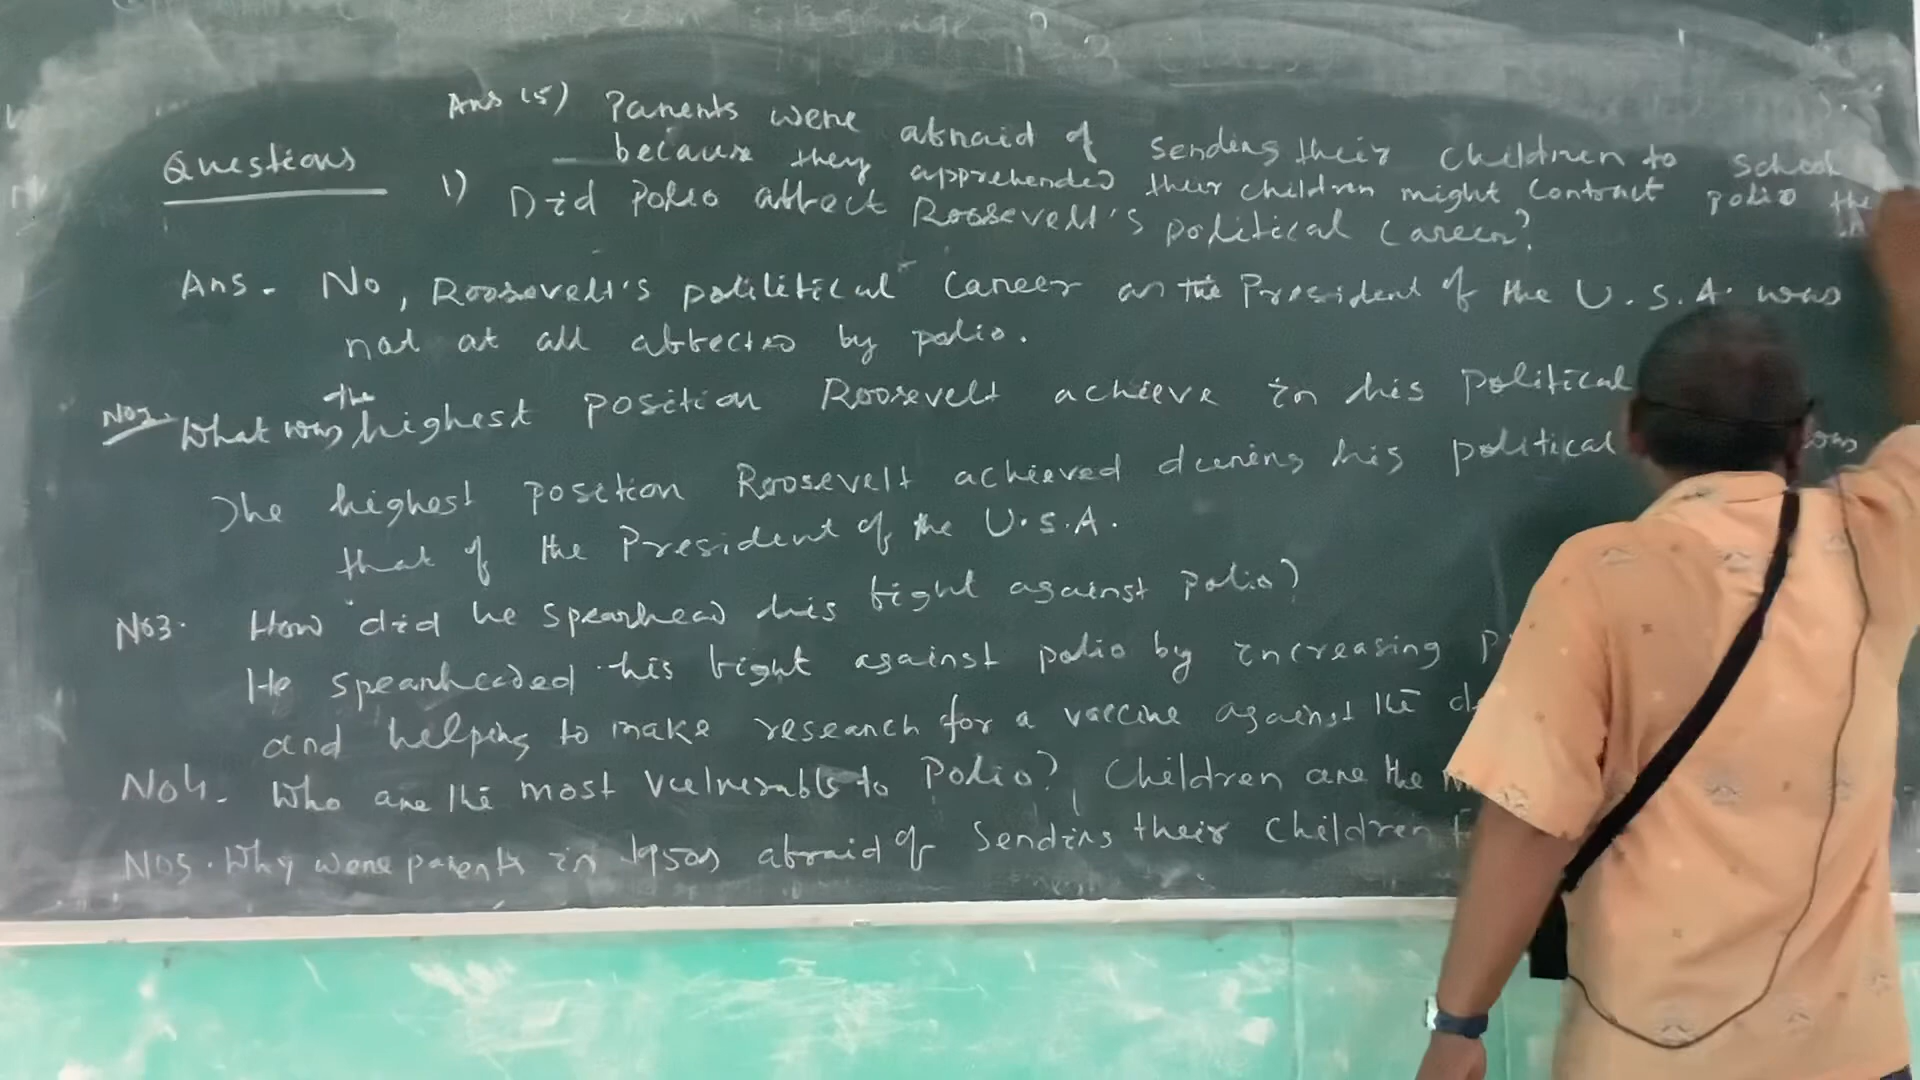 Ans (5) Parents were afraid of sending their children to school
because they apprehended their children might contract polio the
Questions
1) Did Polio affect Roosevelt's political career?
Ans. No, Roosevelt's polilitical career as the President of the U.S.A. was
not at all affected by polio.
No2. What was the highest position Roosevelt achieve in his political
The highest position Roosevelt achieved during his political was
that of the President of the U.S.A.
No3. How did he spearhead his fight against polio?
He spearheaded his fight against polio by increasing
and helping to make research for a vaccine against the
No4. Who are the most vulnerable to Polio? Children are the
No5. Why were parents in 1950s afraid of sending their children